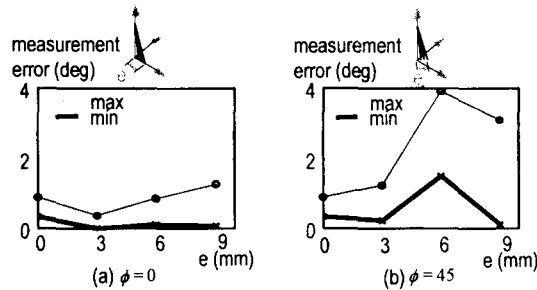 measurement
error (deg)
e
4
max
min
2
0
0 3 6 9
e (mm)
(a) ϕ=0
measurement
error (deg)
4
max
min
2
0
0 3 6 9
e (mm)
(b) ϕ=45